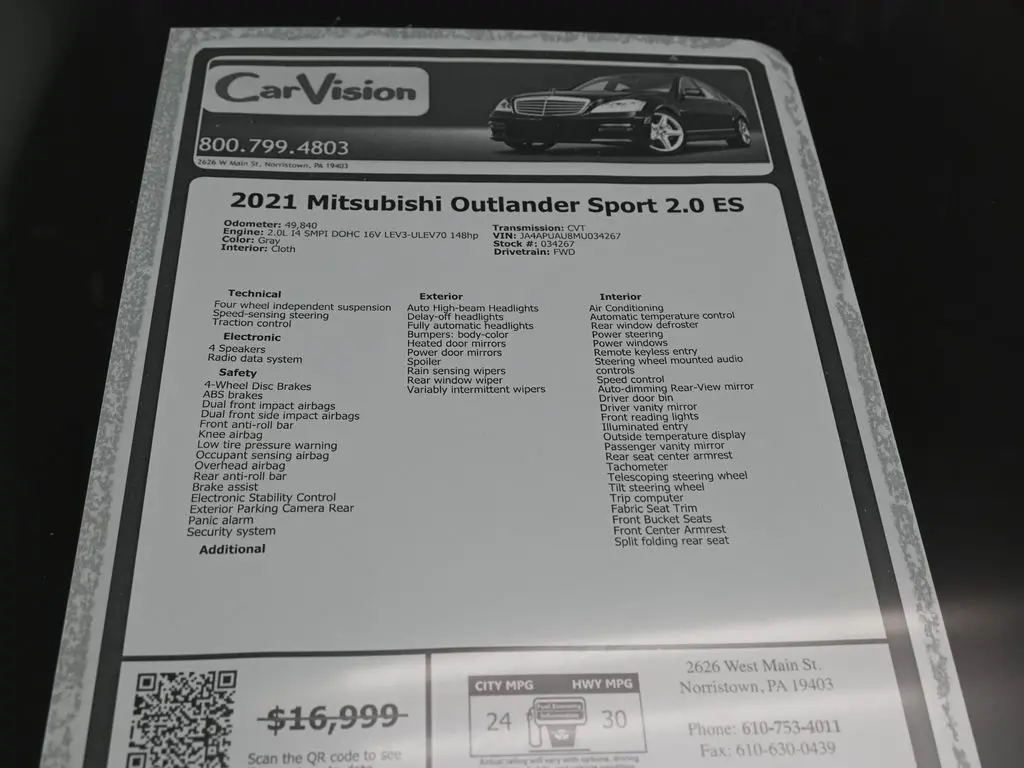 CarVision
800.799.4803
2626 W Main St, Norristown, PA 19403
2021 Mitsubishi Outlander Sport 2.0 ES
Odometer: 49,840
Engine: 2.0L I4 SMPI DOHC 16V LEV3-ULEV70 148hp
Color: Gray
Interior: Cloth
Transmission: CVT
VIN: JA4APUAU8MU034267
Stock #: 034267
Drivetrain: FWD
Technical
Four wheel independent suspension
Speed-sensing steering
Traction control
Electronic
4 Speakers
Radio data system
Safety
4-Wheel Disc Brakes
ABS brakes
Dual front impact airbags
Dual front side impact airbags
Front anti-roll bar
Knee airbag
Low tire pressure warning
Occupant sensing airbag
Overhead airbag
Rear anti-roll bar
Brake assist
Electronic Stability Control
Exterior Parking Camera Rear
Panic alarm
Security system
Additional
Exterior
Auto High-beam Headlights
Delay-off headlights
Fully automatic headlights
Bumpers: body-color
Heated door mirrors
Power door mirrors
Spoiler
Rain sensing wipers
Rear window wiper
Variably intermittent wipers
Interior
Air Conditioning
Automatic temperature control
Rear window defroster
Power steering
Power windows
Remote keyless entry
Steering wheel mounted audio
controls
Speed control
Auto-dimming Rear-View mirror
Driver door bin
Driver vanity mirror
Front reading lights
Illuminated entry
Outside temperature display
Passenger vanity mirror
Rear seat center armrest
Tachometer
Telescoping steering wheel
Tilt steering wheel
Trip computer
Fabric Seat Trim
Front Bucket Seats
Front Center Armrest
Split folding rear seat
$16,999
Scan the QR code to see
CITY MPG
HWY MPG
24
Fuel Economy
Information
30
Actual rating will vary with options, driving
2626 West Main St.
Norristown, PA 19403
Phone: 610-753-4011
Fax: 610-630-0439